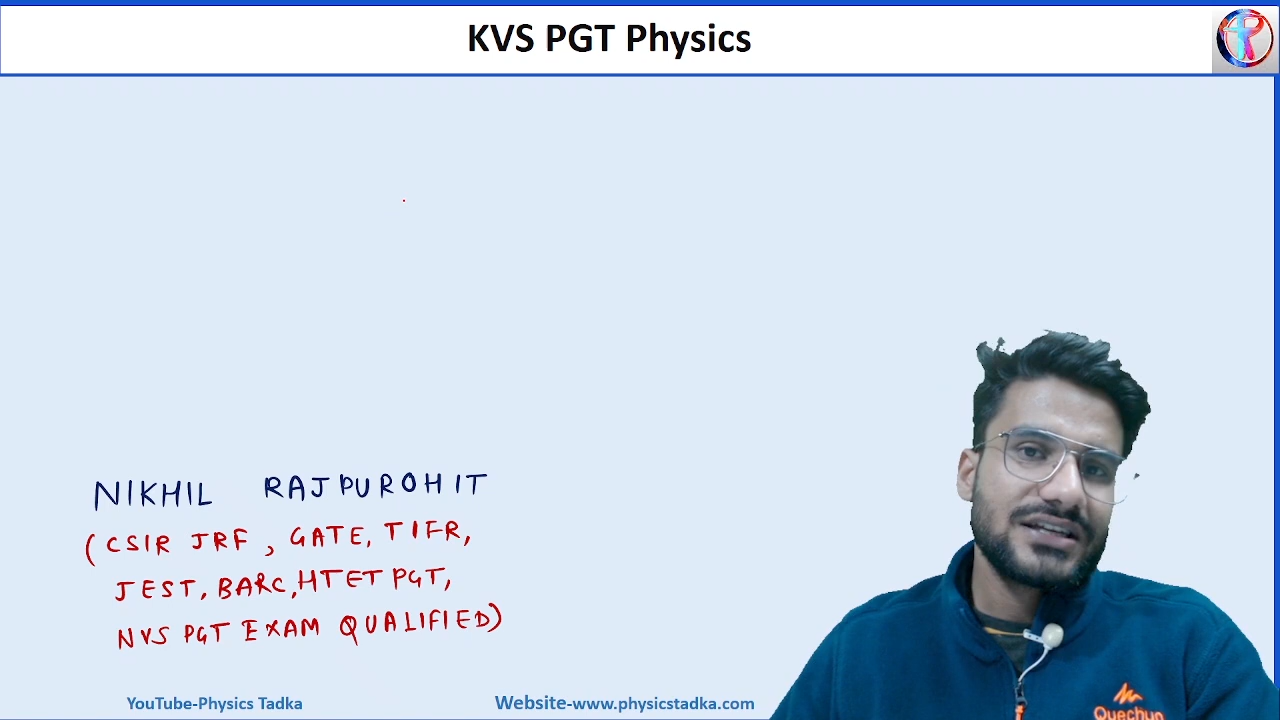 KVS PGT Physics
NIKHIL RAJPUROHIT
(CSIR JRF, GATE, TIFR,
JEST, BARC, HTET PGT,
NVS PGT EXAM QUALIFIED)
YouTube-Physics Tadka
Website-www.physicstadka.com
Quechua